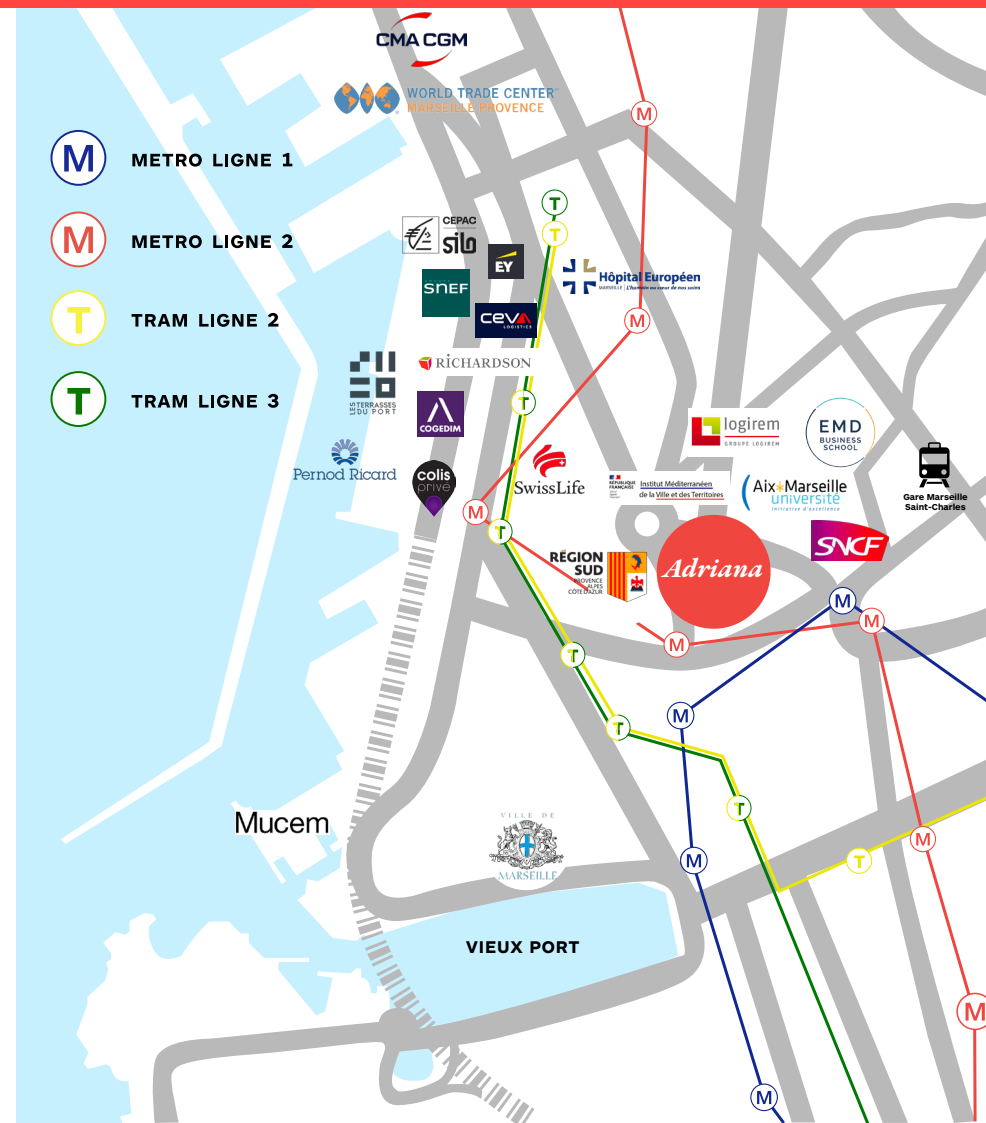 CMA CGM
WORLD TRADE CENTER
MARSEILLE PROVENCE
M
M METRO LIGNE 1
M METRO LIGNE 2
T TRAM LIGNE 2
T TRAM LIGNE 3
T
T
CEPAC
silo
EY
SNEF
CEVA
LOGISTICS
Hôpital Européen
MARSEILLE | L'humain au cœur de nos soins
M
RICHARDSON
LES TERRASSES
DU PORT
COGEDIM
T
logirem
GROUPE LOGIREM
EMD
BUSINESS
SCHOOL
Pernod Ricard
colis
privé
SwissLife
RÉPUBLIQUE
FRANÇAISE
Institut Méditerranéen
de la Ville et des Territoires
Aix*Marseille
université
Initiative d'excellence
Gare Marseille
Saint-Charles
M
T
SNCF
RÉGION
SUD
PROVENCE
ALPES
CÔTE D'AZUR
Adriana
M
M
M
T
M
T
T
Mucem
VILLE DE
MARSEILLE
M
T
M
VIEUX PORT
M
M